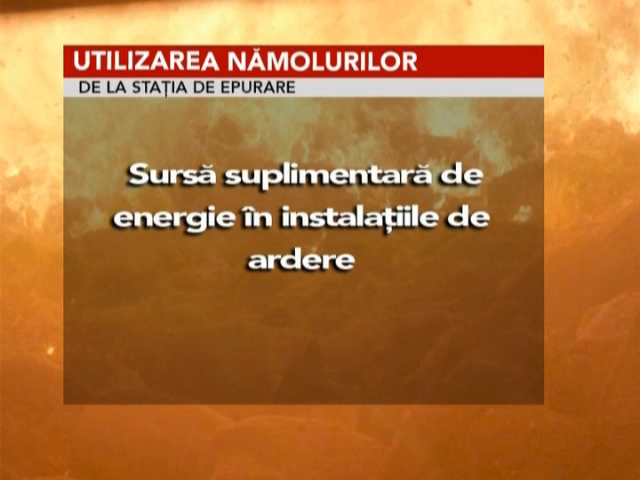 UTILIZAREA NĂMOLURILOR
DE LA STAȚIA DE EPURARE
Sursă suplimentară de
energie în instalațiile de
ardere